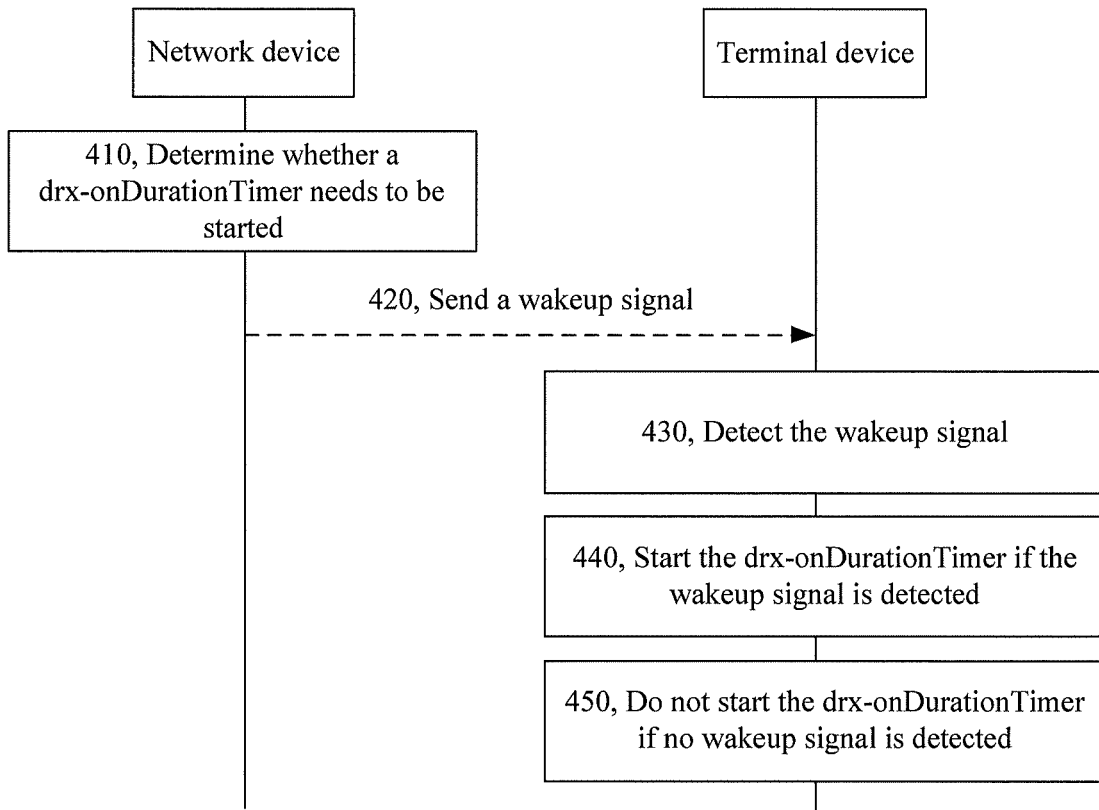 Network device
Terminal device
410, Determine whether a
drx-onDurationTimer needs to be
started
420, Send a wakeup signal
430, Detect the wakeup signal
440, Start the drx-onDurationTimer if the
wakeup signal is detected
450, Do not start the drx-onDurationTimer
if no wakeup signal is detected